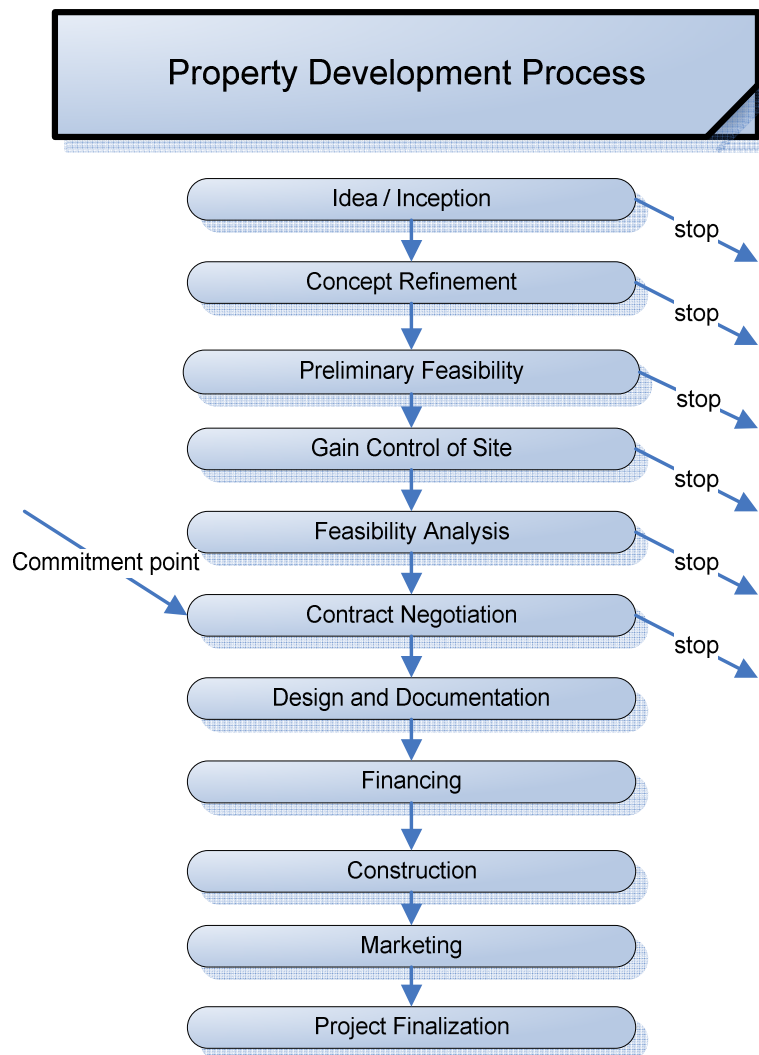 Property Development Process
Idea / Inception
stop
Concept Refinement
stop
Preliminary Feasibility
stop
Gain Control of Site
stop
Feasibility Analysis
Commitment point
stop
Contract Negotiation
stop
Design and Documentation
Financing
Construction
Marketing
Project Finalization